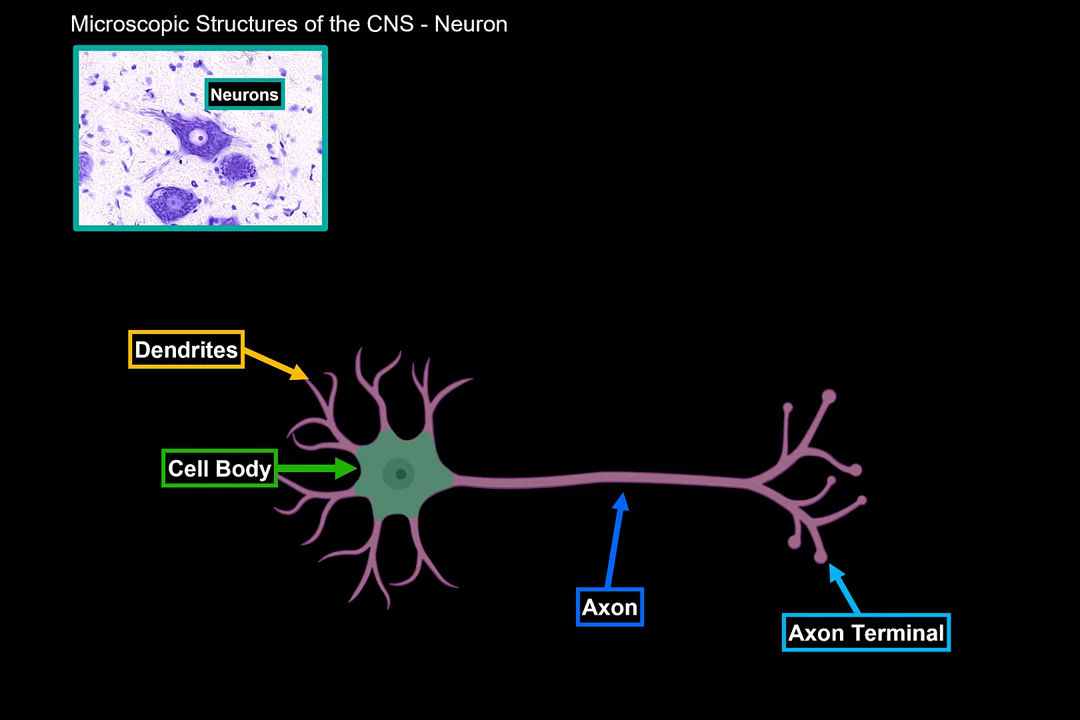 Microscopic Structures of the CNS - Neuron
Neurons
Dendrites
Cell Body
Axon
Axon Terminal